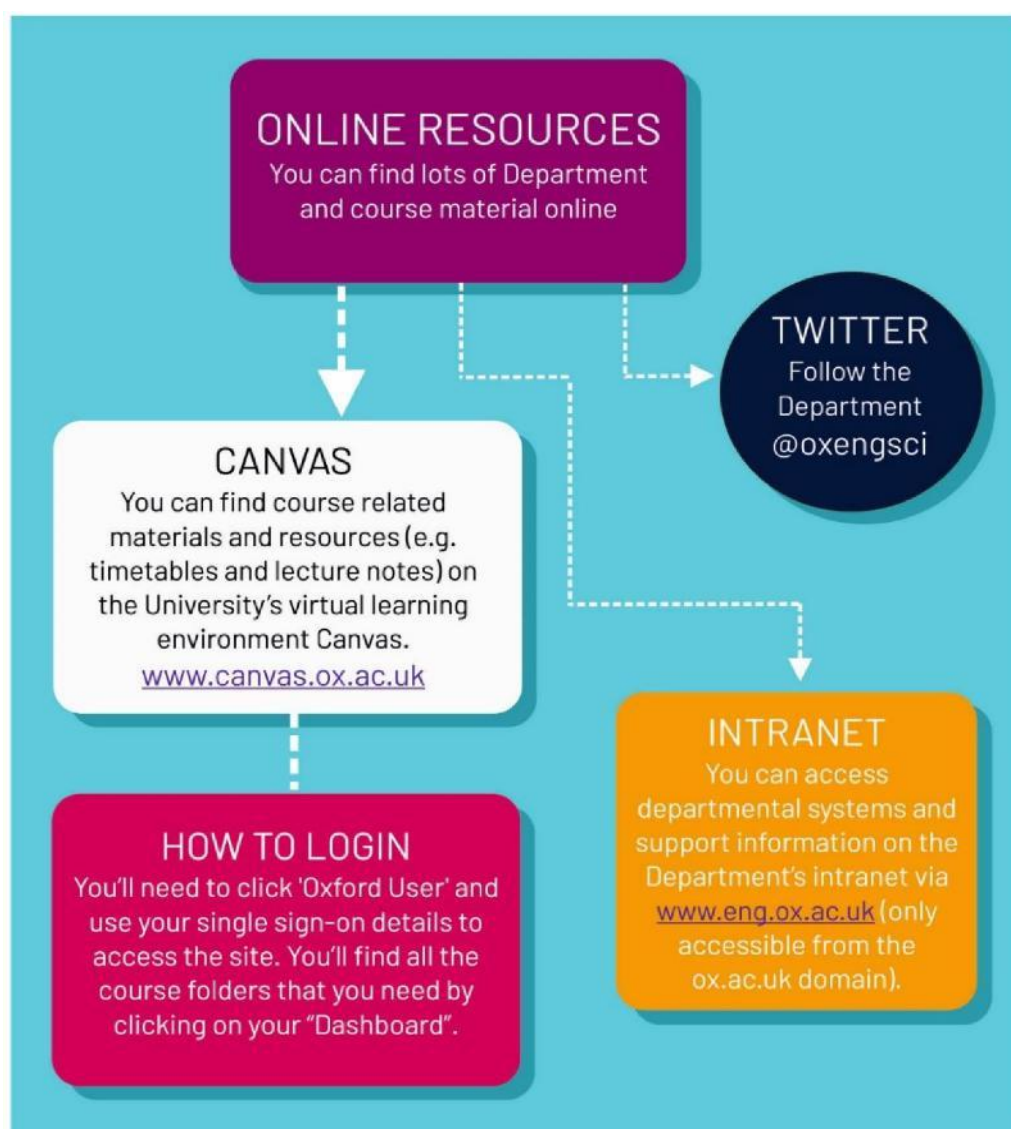 ONLINE RESOURCES
You can find lots of Department
and course material online
TWITTER
Follow the
Department
@oxengsci
CANVAS
You can find course related
materials and resources (e.g.
timetables and lecture notes) on
the University’s virtual learning
environment Canvas.
www.canvas.ox.ac.uk
HOW TO LOGIN
You’ll need to click 'Oxford User' and
use your single sign-on details to
access the site. You’ll find all the
course folders that you need by
clicking on your “Dashboard”.
INTRANET
You can access
departmental systems and
support information on the
Department’s intranet via
www.eng.ox.ac.uk (only
accessible from the
ox.ac.uk domain).